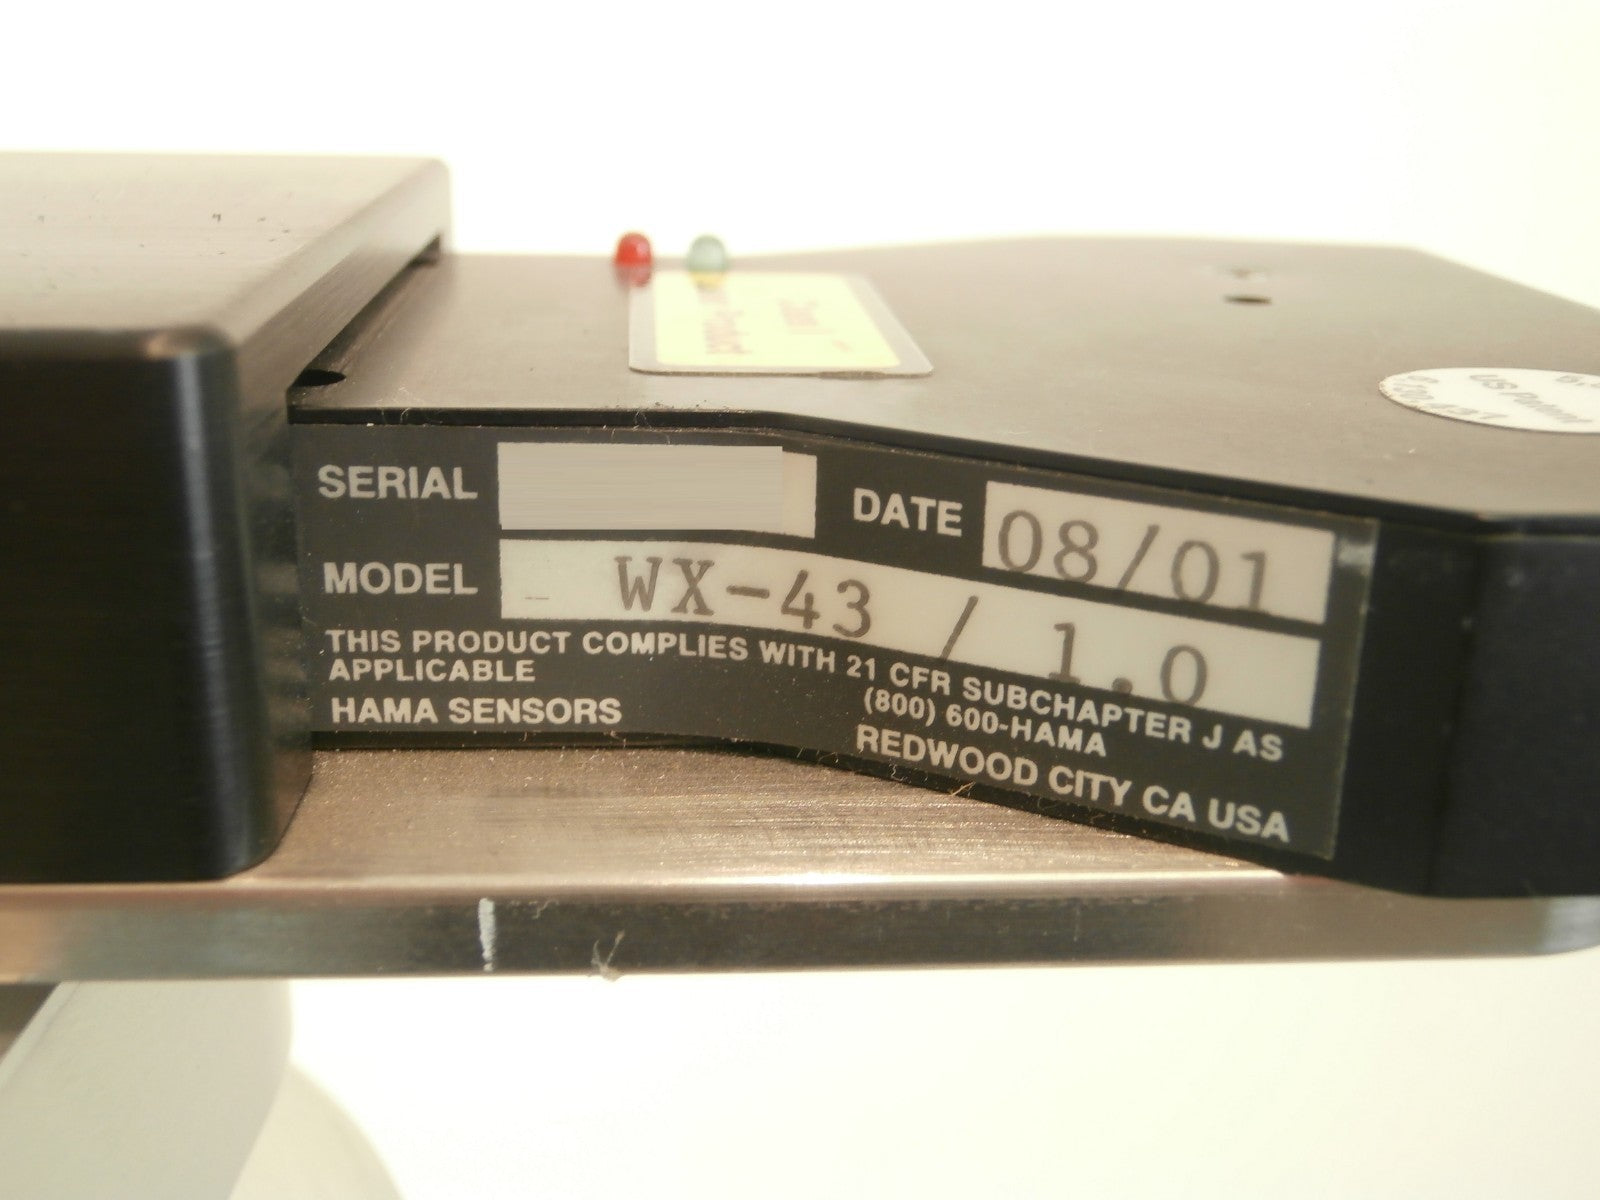 US Patent
SERIAL
DATE 08/01
MODEL WX-43 / 1.0
THIS PRODUCT COMPLIES WITH 21 CFR SUBCHAPTER J AS
APPLICABLE
(800) 600-HAMA
HAMA SENSORS
REDWOOD CITY CA USA